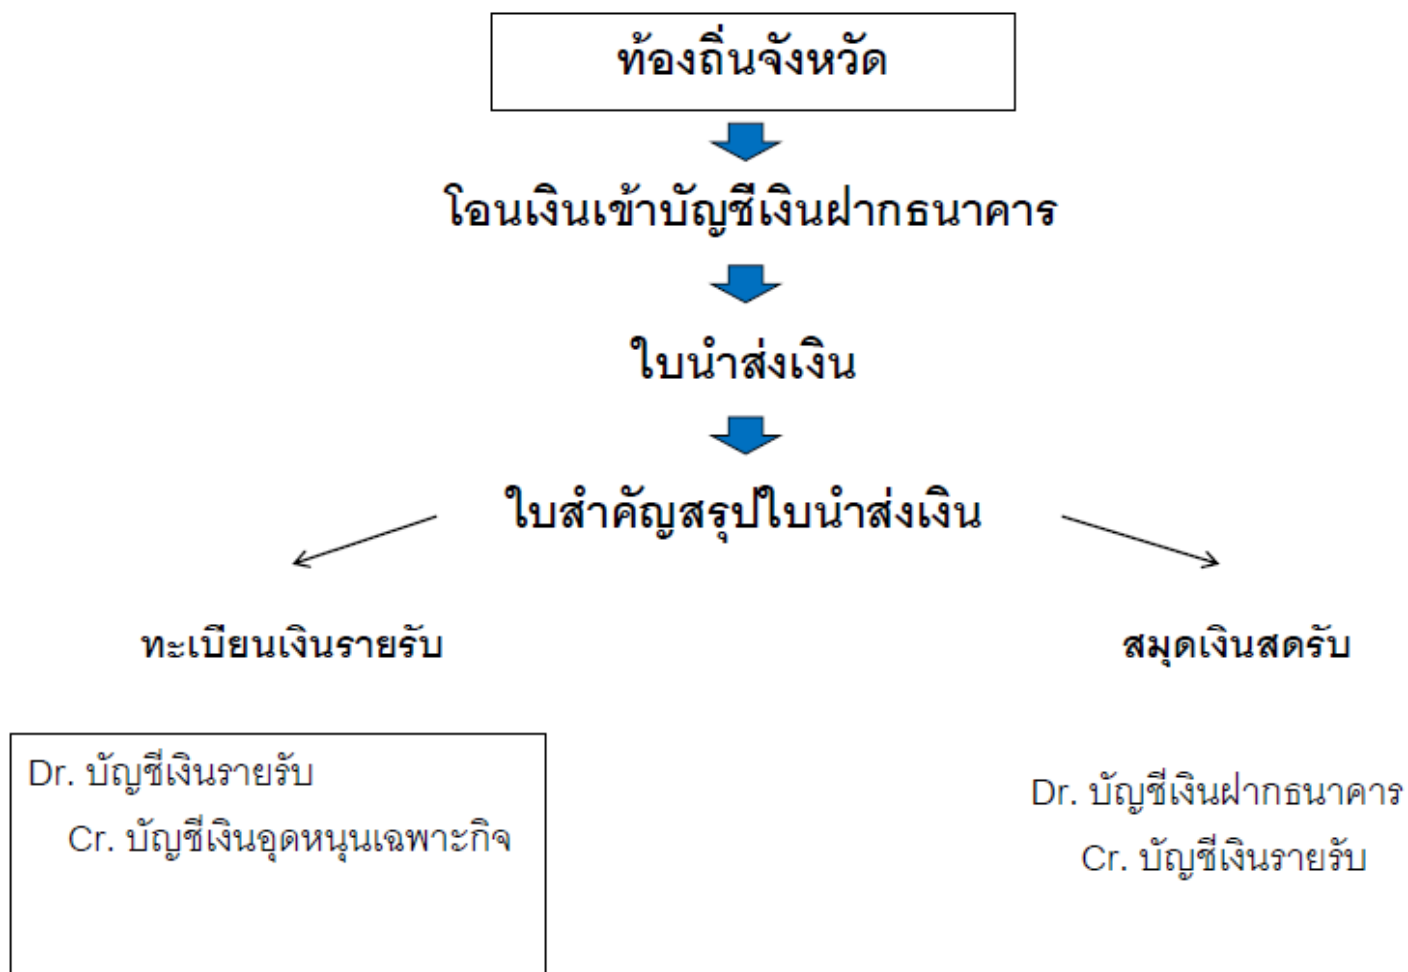 ท้องถิ่นจังหวัด
โอนเงินเข้าบัญชีเงินฝากธนาคาร
ใบนำส่งเงิน
ใบสำคัญสรุปใบนำส่งเงิน
ทะเบียนเงินรายรับ
สมุดเงินสดรับ
Dr. บัญชีเงินรายรับ
Cr. บัญชีเงินอุดหนุนเฉพาะกิจ
Dr. บัญชีเงินฝากธนาคาร
Cr. บัญชีเงินรายรับ